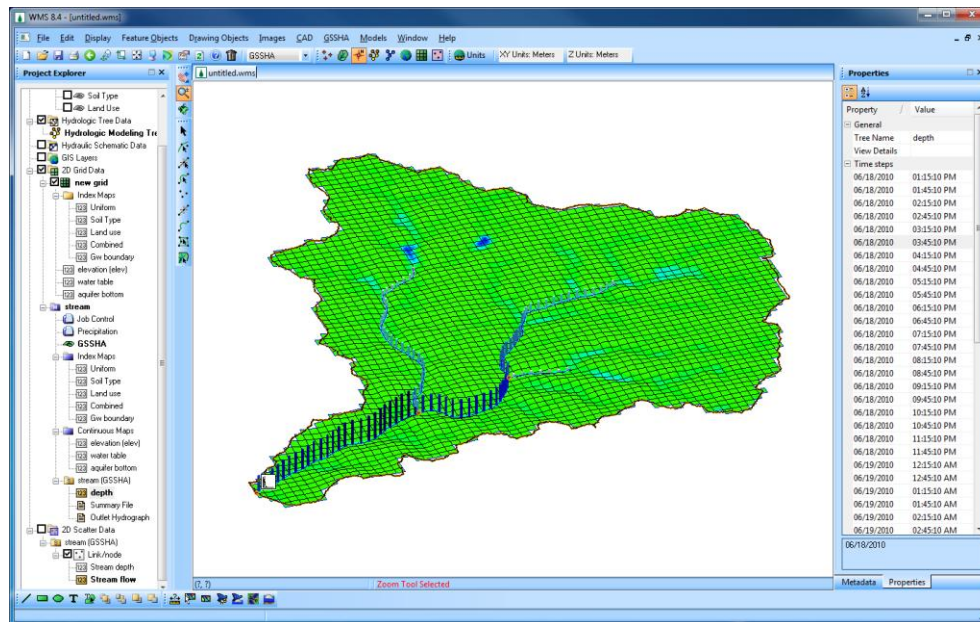 WMS 8.4 - [untitled.wms]
File Edit Display Feature Objects Drawing Objects Images CAD GSSHA Models Window Help
GSSHA Units XY Units: Meters Z Units: Meters
Project Explorer
Soil Type
Land Use
Hydrologic Tree Data
Hydrologic Modeling Tre
Hydraulic Schematic Data
GIS Layers
2D Grid Data
new grid
Index Maps
Uniform
Soil Type
Land use
Combined
Gw boundary
elevation (elev)
water table
aquifer bottom
stream
Job Control
Precipitation
GSSHA
Index Maps
Uniform
Soil Type
Land use
Combined
Gw boundary
Continuous Maps
elevation (elev)
water table
aquifer bottom
stream (GSSHA)
depth
Summary File
Outlet Hydrograph
2D Scatter Data
stream (GSSHA)
Link/node
Stream depth
Stream flow
untitled.wms
(?, ?) Zoom Tool Selected
Properties
Property / Value
General
Tree Name depth
View Details
Time steps
06/18/2010 01:15:10 PM
06/18/2010 01:45:10 PM
06/18/2010 02:15:10 PM
06/18/2010 02:45:10 PM
06/18/2010 03:15:10 PM
06/18/2010 03:45:10 PM
06/18/2010 04:15:10 PM
06/18/2010 04:45:10 PM
06/18/2010 05:15:10 PM
06/18/2010 05:45:10 PM
06/18/2010 06:15:10 PM
06/18/2010 06:45:10 PM
06/18/2010 07:15:10 PM
06/18/2010 07:45:10 PM
06/18/2010 08:15:10 PM
06/18/2010 08:45:10 PM
06/18/2010 09:15:10 PM
06/18/2010 09:45:10 PM
06/18/2010 10:15:10 PM
06/18/2010 10:45:10 PM
06/18/2010 11:15:10 PM
06/18/2010 11:45:10 PM
06/19/2010 12:15:10 AM
06/19/2010 12:45:10 AM
06/19/2010 01:15:10 AM
06/19/2010 01:45:10 AM
06/19/2010 02:15:10 AM
06/19/2010 02:45:10 AM
06/18/2010
Metadata Properties